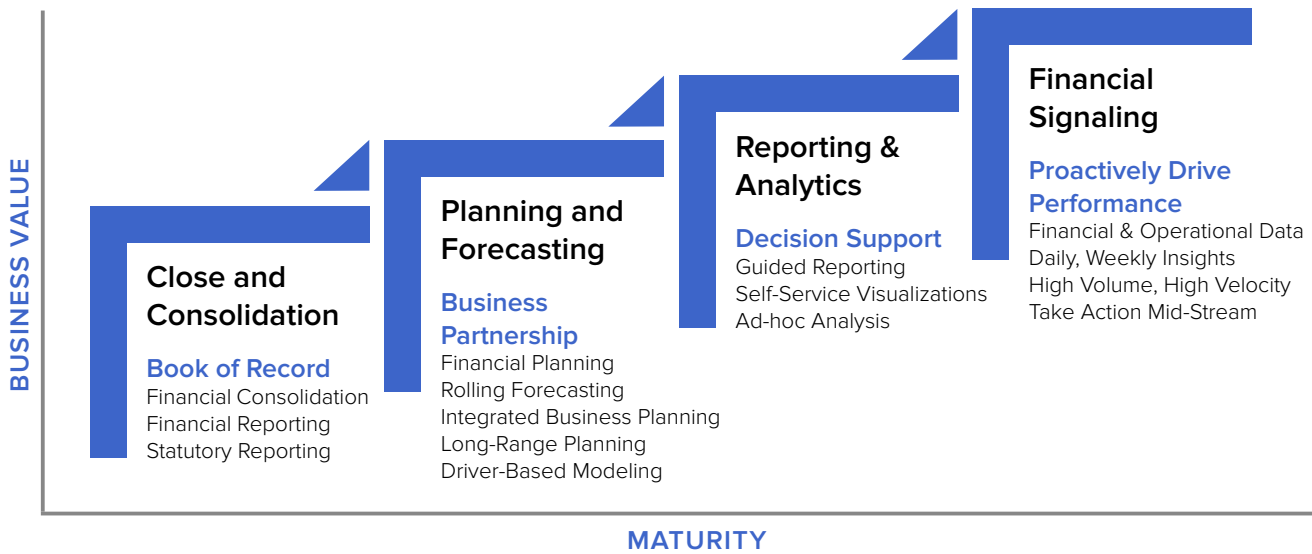 BUSINESS VALUE
Close and
Consolidation
Book of Record
Financial Consolidation
Financial Reporting
Statutory Reporting
Planning and
Forecasting
Business
Partnership
Financial Planning
Rolling Forecasting
Integrated Business Planning
Long-Range Planning
Driver-Based Modeling
Reporting &
Analytics
Decision Support
Guided Reporting
Self-Service Visualizations
Ad-hoc Analysis
Financial
Signaling
Proactively Drive
Performance
Financial & Operational Data
Daily, Weekly Insights
High Volume, High Velocity
Take Action Mid-Stream
MATURITY